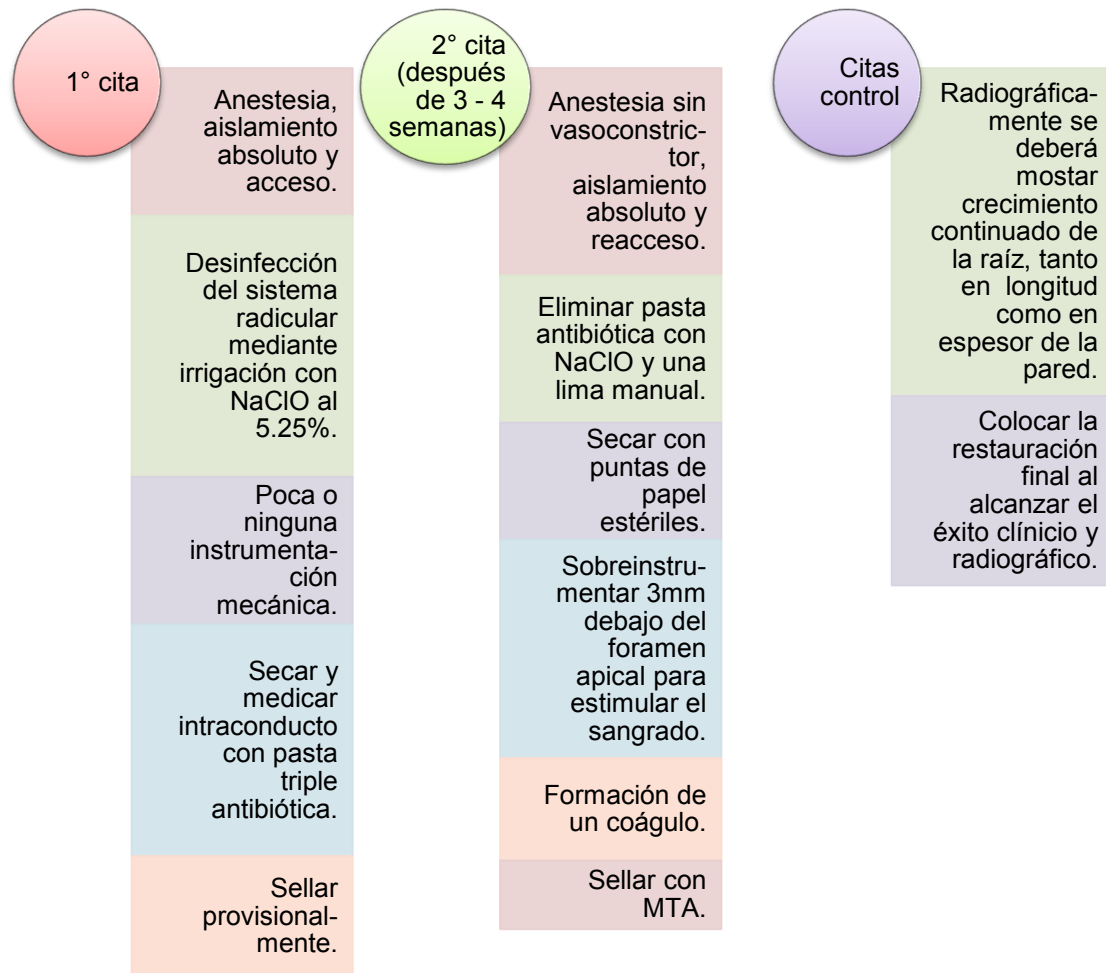 1° cita
Anestesia,
aislamiento
absoluto y
acceso.
Desinfección
del sistema
radicular
mediante
irrigación con
NaClO al
5.25%.
Poca o
ninguna
instrumenta-
ción
mecánica.
Secar y
medicar
intraconducto
con pasta
triple
antibiótica.
Sellar
provisional-
mente.
2° cita
(después
de 3 - 4
semanas)
Anestesia sin
vasoconstric-
tor,
aislamiento
absoluto y
reacceso.
Eliminar pasta
antibiótica con
NaClO y una
lima manual.
Secar con
puntas de
papel
estériles.
Sobreinstru-
mentar 3mm
debajo del
foramen
apical para
estimular el
sangrado.
Formación de
un coágulo.
Sellar con
MTA.
Citas
control
Radiográfica-
mente se
deberá
mostar
crecimiento
continuado de
la raíz, tanto
en longitud
como en
espesor de la
pared.
Colocar la
restauración
final al
alcanzar el
éxito clínicio y
radiográfico.